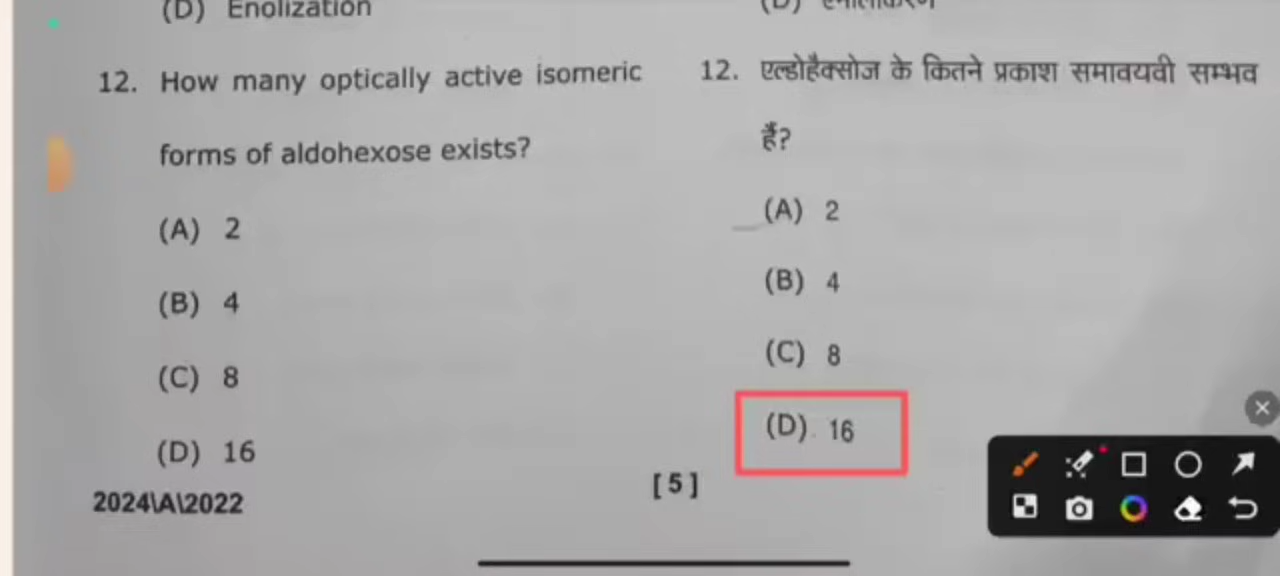 (D) Enolization
12. How many optically active isomeric
forms of aldohexose exists?
(A) 2
(B) 4
(C) 8
(D) 16
2024\A\2022
[5]
(D)
12. एल्डोहैक्सोज के कितने प्रकाश समावयवी सम्भव
हैं?
(A) 2
(B) 4
(C) 8
(D) 16